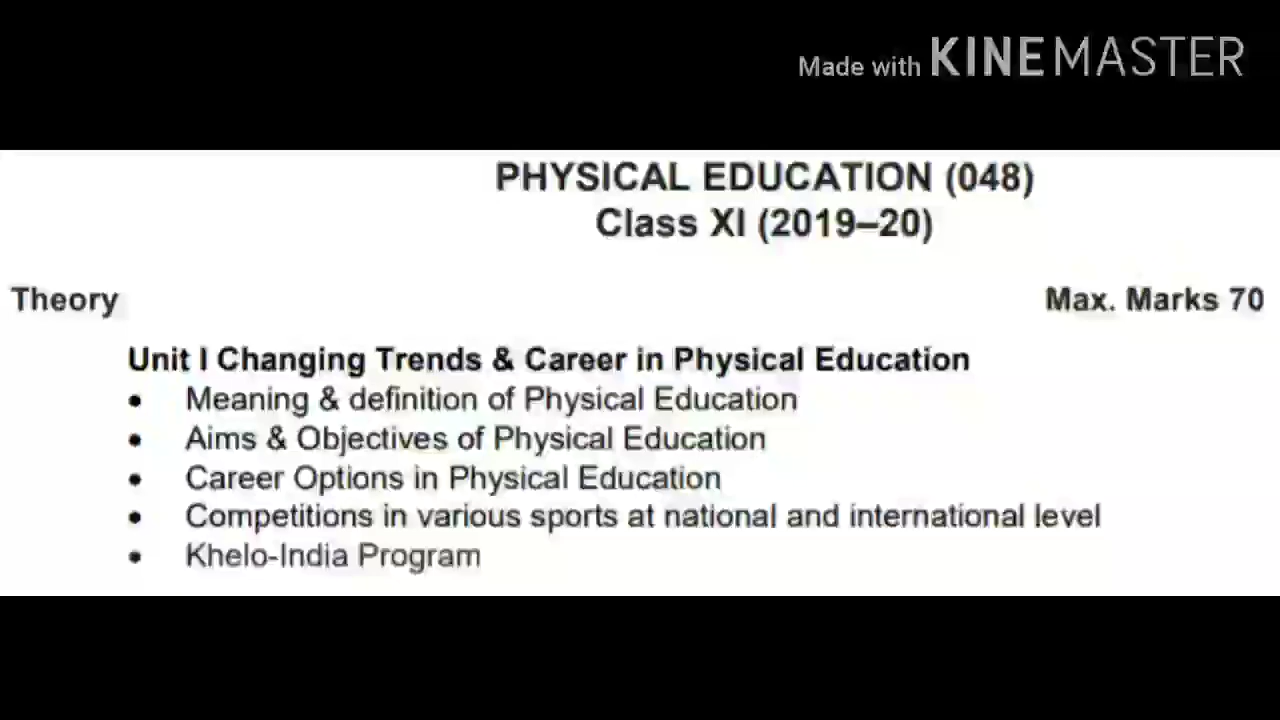 Made with KINEMASTER
PHYSICAL EDUCATION (048)
Class XI (2019–20)
Theory Max. Marks 70
Unit I Changing Trends & Career in Physical Education
• Meaning & definition of Physical Education
• Aims & Objectives of Physical Education
• Career Options in Physical Education
• Competitions in various sports at national and international level
• Khelo-India Program